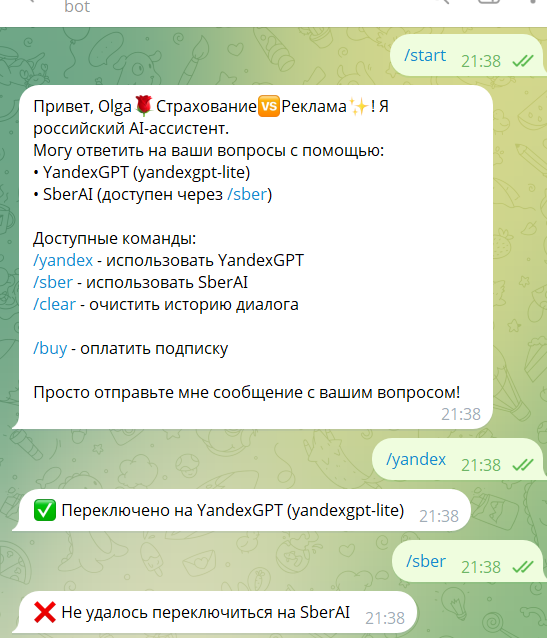 bot
/start 21:38
Привет, Olga🌹Страхование🆚Реклама✨! Я
российский AI-ассистент.
Могу ответить на ваши вопросы с помощью:
• YandexGPT (yandexgpt-lite)
• SberAI (доступен через /sber)
Доступные команды:
/yandex - использовать YandexGPT
/sber - использовать SberAI
/clear - очистить историю диалога
/buy - оплатить подписку
Просто отправьте мне сообщение с вашим вопросом!
21:38
/yandex 21:38
✅ Переключено на YandexGPT (yandexgpt-lite) 21:38
/sber 21:38
❌ Не удалось переключиться на SberAI 21:38